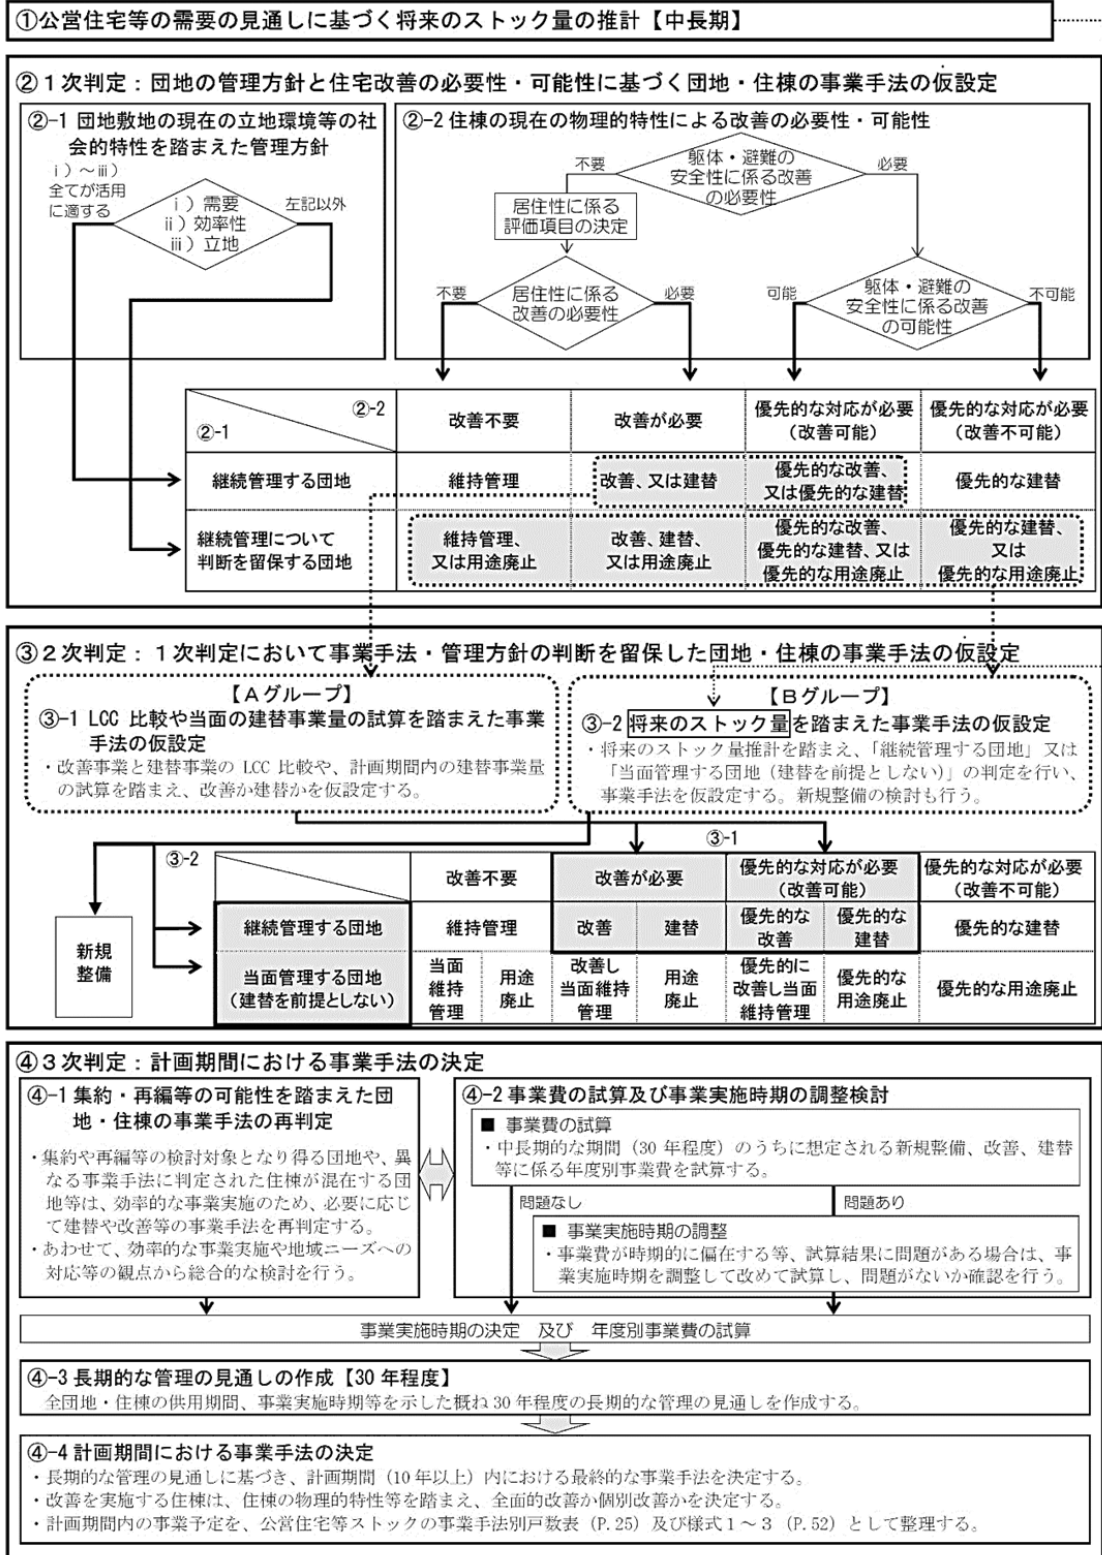 ①公営住宅等の需要の見通しに基づく将来のストック量の推計【中長期】
②１次判定：団地の管理方針と住宅改善の必要性・可能性に基づく団地・住棟の事業手法の仮設定
②-1 団地敷地の現在の立地環境等の社
会的特性を踏まえた管理方針
ⅰ）～ⅲ）
全てが活用
に適する
ⅰ）需要
ⅱ）効率性
ⅲ）立地
左記以外
②-2 住棟の現在の物理的特性による改善の必要性・可能性
不要
躯体・避難の
安全性に係る改善
の必要性
必要
居住性に係る
評価項目の決定
不要
居住性に係る
改善の必要性
必要
可能
躯体・避難の
安全性に係る改善
の可能性
不可能
②-2
②-1
改善不要
改善が必要
優先的な対応が必要
（改善可能）
優先的な対応が必要
（改善不可能）
継続管理する団地
維持管理
改善、又は建替
優先的な改善、
又は優先的な建替
優先的な建替
継続管理について
判断を留保する団地
維持管理、
又は用途廃止
改善、建替、
又は用途廃止
優先的な改善、
優先的な建替、又は
優先的な用途廃止
優先的な建替、
又は
優先的な用途廃止
③２次判定：１次判定において事業手法・管理方針の判断を留保した団地・住棟の事業手法の仮設定
【Ａグループ】
③-1 LCC 比較や当面の建替事業量の試算を踏まえた事業
手法の仮設定
・改善事業と建替事業の LCC 比較や、計画期間内の建替事業量
の試算を踏まえ、改善か建替かを仮設定する。
【Ｂグループ】
③-2 将来のストック量を踏まえた事業手法の仮設定
・将来のストック量推計を踏まえ、「継続管理する団地」又は
「当面管理する団地（建替を前提としない）」の判定を行い、
事業手法を仮設定する。新規整備の検討も行う。
③-1
③-2
改善不要
改善が必要
優先的な対応が必要
（改善可能）
優先的な対応が必要
（改善不可能）
新規
整備
継続管理する団地
維持管理
改善
建替
優先的な
改善
優先的な
建替
優先的な建替
当面管理する団地
（建替を前提としない）
当面
維持
管理
用途
廃止
改善し
当面維持
管理
用途
廃止
優先的に
改善し当面
維持管理
優先的な
用途廃止
優先的な用途廃止
④３次判定：計画期間における事業手法の決定
④-1 集約・再編等の可能性を踏まえた団
地・住棟の事業手法の再判定
・集約や再編等の検討対象となり得る団地や、異
なる事業手法に判定された住棟が混在する団
地等は、効率的な事業実施のため、必要に応じ
て建替や改善等の事業手法を再判定する。
・あわせて、効率的な事業実施や地域ニーズへの
対応等の観点から総合的な検討を行う。
④-2 事業費の試算及び事業実施時期の調整検討
■ 事業費の試算
・中長期的な期間（30 年程度）のうちに想定される新規整備、改善、建替
等に係る年度別事業費を試算する。
問題なし
問題あり
■ 事業実施時期の調整
・事業費が時期的に偏在する等、試算結果に問題がある場合は、事
業実施時期を調整して改めて試算し、問題がないか確認を行う。
事業実施時期の決定 及び 年度別事業費の試算
④-3 長期的な管理の見通しの作成【30 年程度】
全団地・住棟の供用期間、事業実施時期等を示した概ね 30 年程度の長期的な管理の見通しを作成する。
④-4 計画期間における事業手法の決定
・長期的な管理の見通しに基づき、計画期間（10 年以上）内における最終的な事業手法を決定する。
・改善を実施する住棟は、住棟の物理的特性等を踏まえ、全面的改善か個別改善かを決定する。
・計画期間内の事業予定を、公営住宅等ストックの事業手法別戸数表（P.25）及び様式１～３（P.52）として整理する。